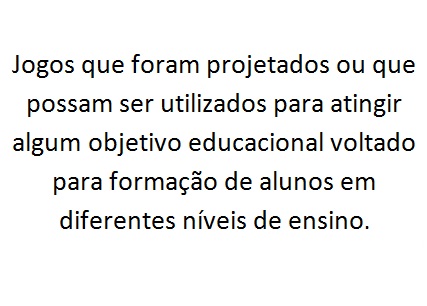 Jogos que foram projetados ou que
possam ser utilizados para atingir
algum objetivo educacional voltado
para formação de alunos em
diferentes níveis de ensino.